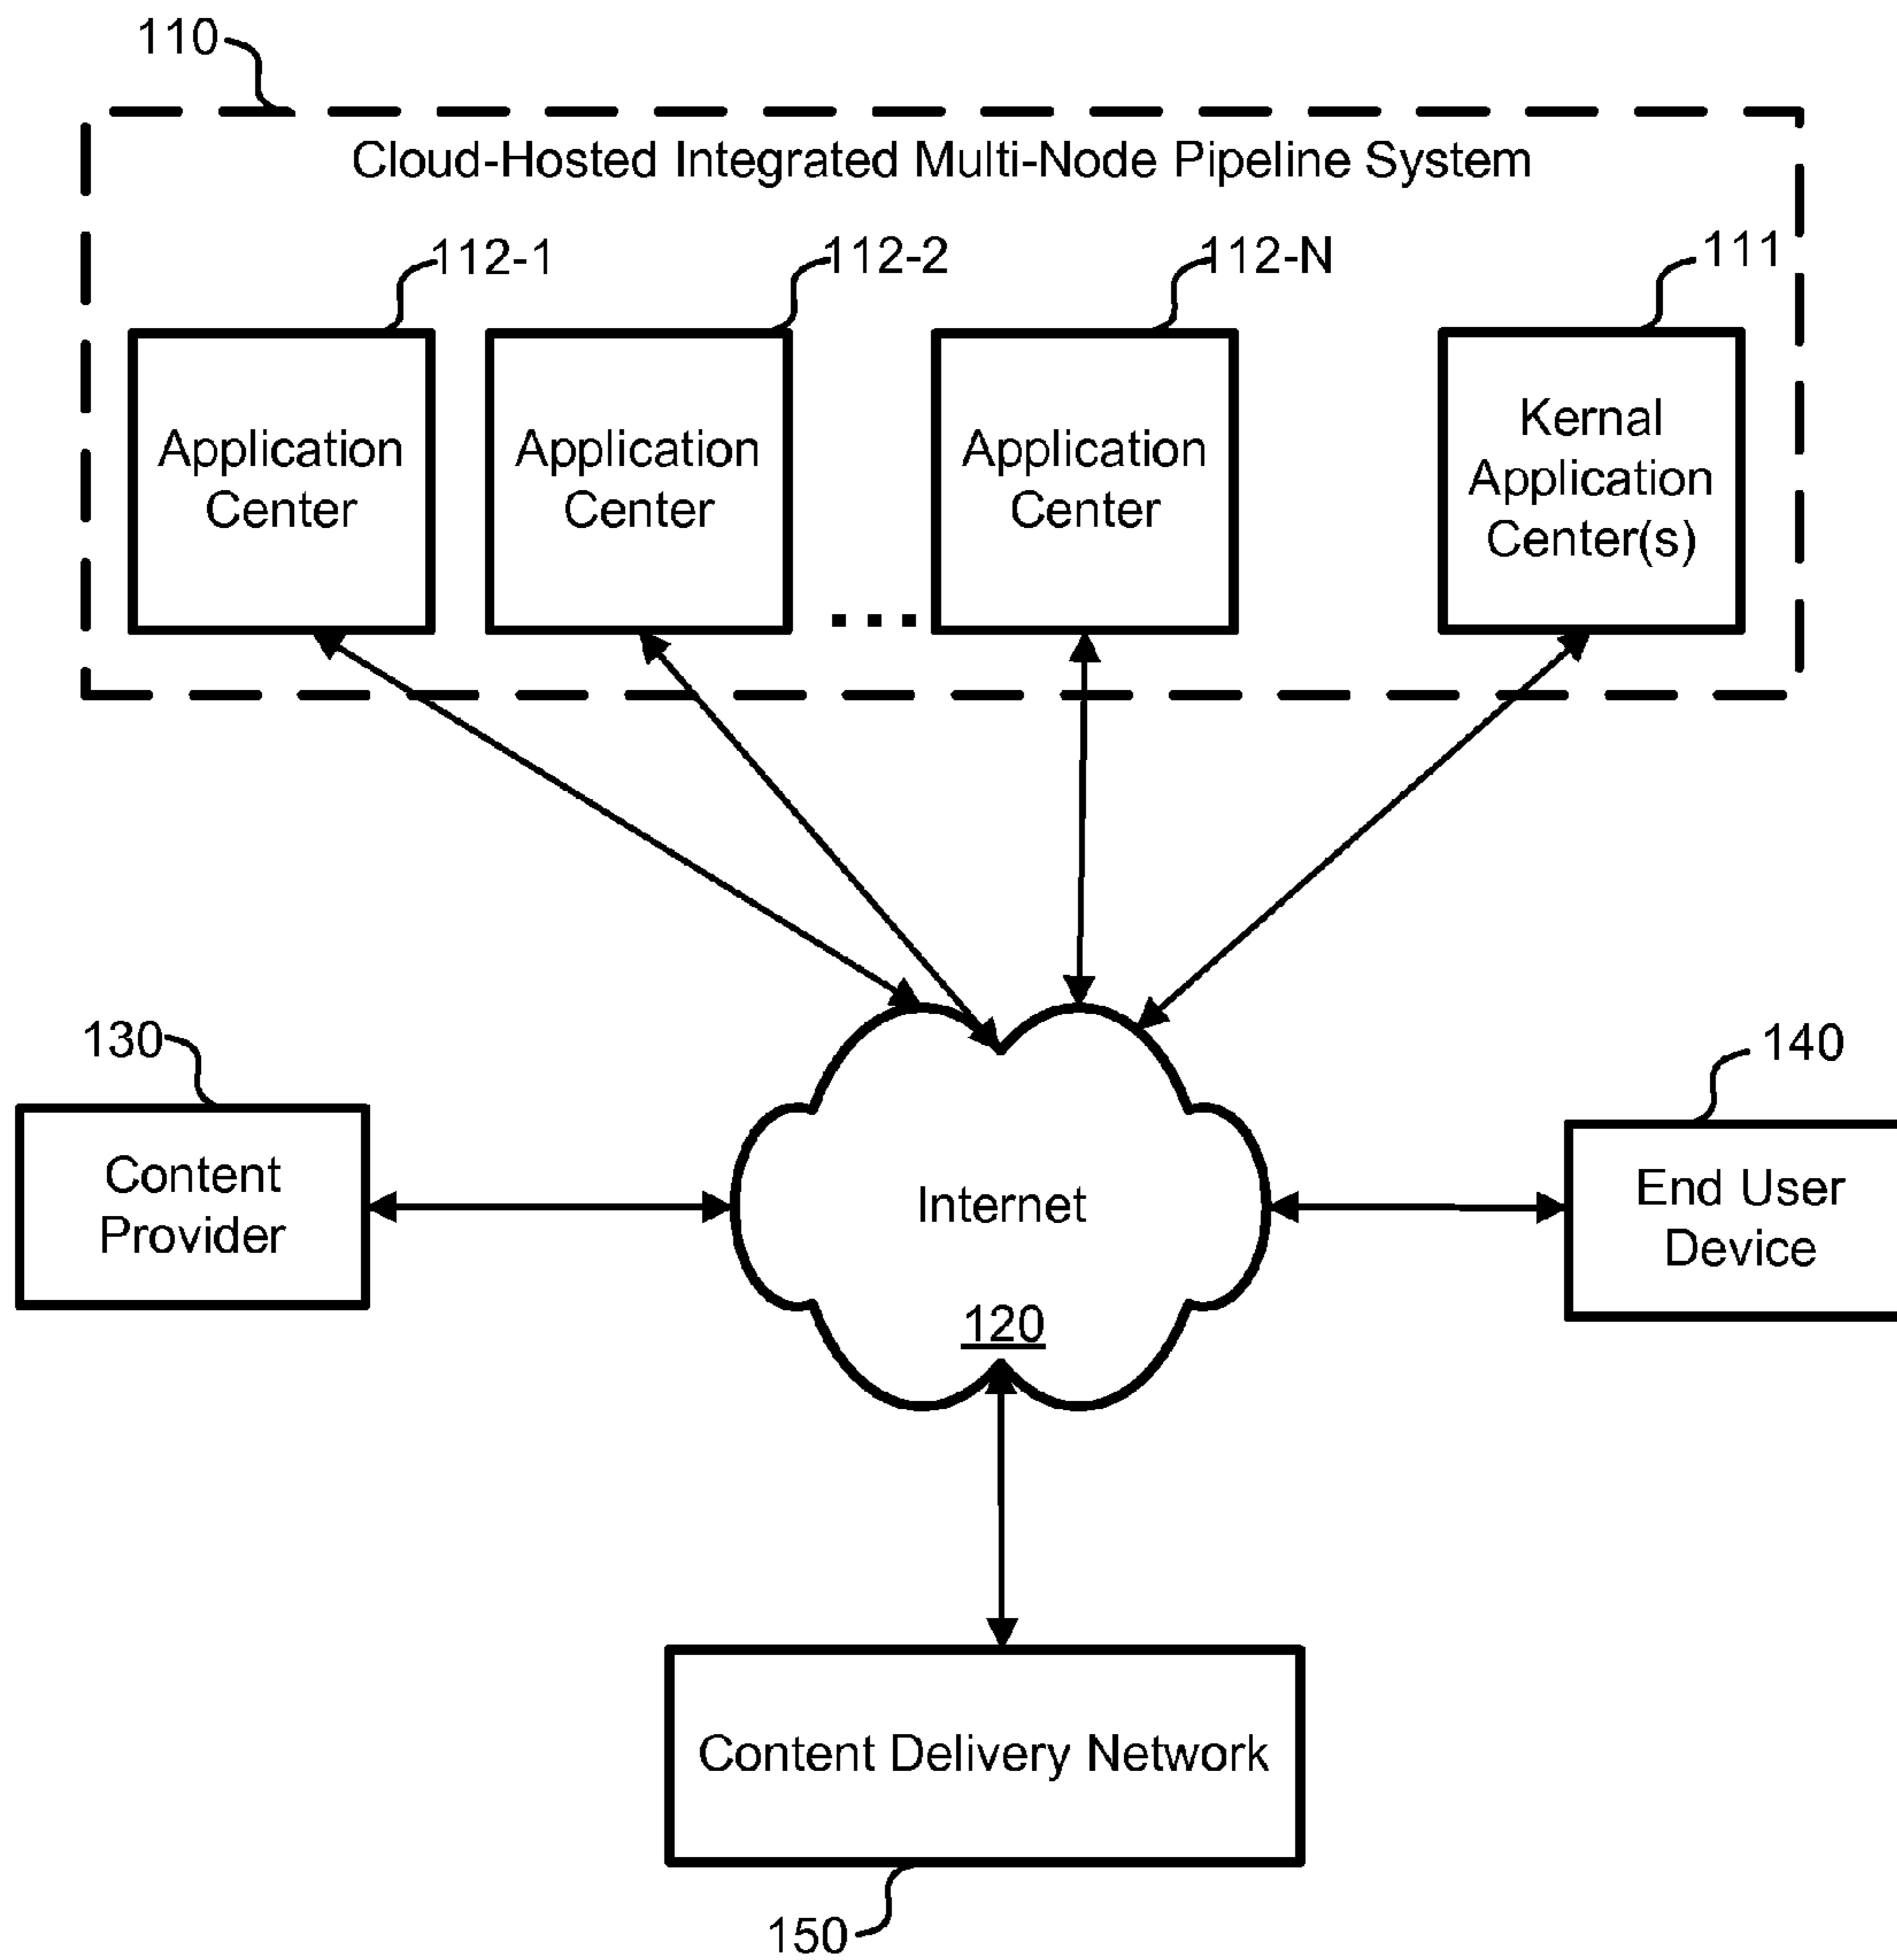 110
Cloud-Hosted Integrated Multi-Node Pipeline System
112-1
112-2
112-N
111
Application
Center
Application
Center
...
Application
Center
Kernal
Application
Center(s)
130
Content
Provider
Internet
120
140
End User
Device
Content Delivery Network
150